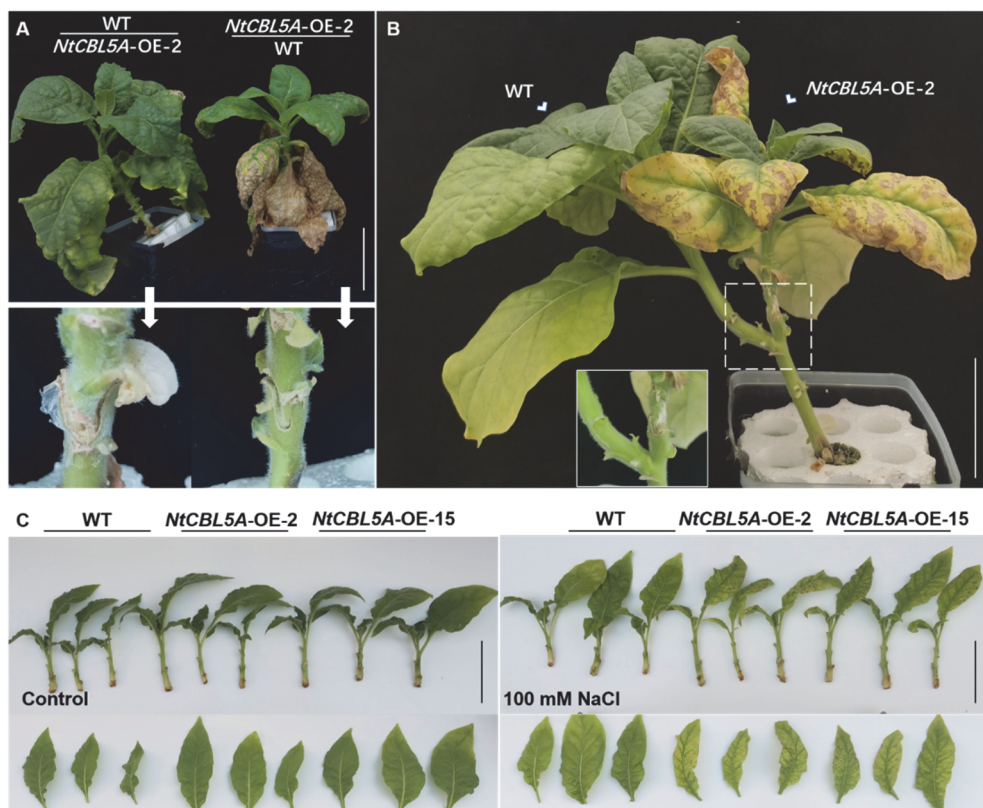 A
WT
NtCBL5A-OE-2
NtCBL5A-OE-2
WT
B
WT
NtCBL5A-OE-2
C
WT
NtCBL5A-OE-2
NtCBL5A-OE-15
WT
NtCBL5A-OE-2
NtCBL5A-OE-15
Control
100 mM NaCl